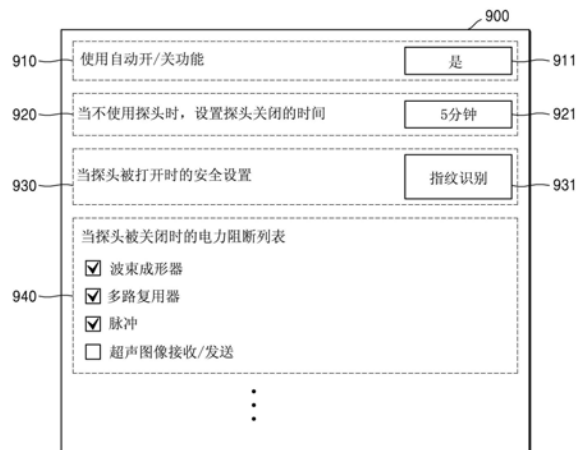 900
910 使用自动开/关功能 是 911
920 当不使用探头时，设置探头关闭的时间 5分钟 921
930 当探头被打开时的安全设置 指纹识别 931
当探头被关闭时的电力阻断列表
波束成形器
940 多路复用器
脉冲
超声图像接收/发送